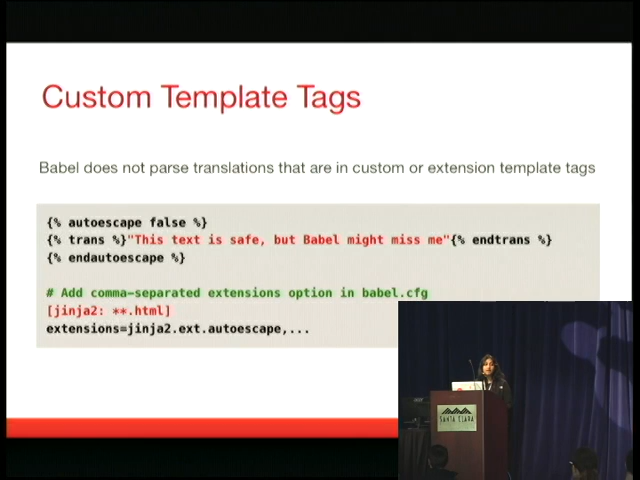 Custom Template Tags
Babel does not parse translations that are in custom or extension template tags
{% autoescape false %}
{% trans %}"This text is safe, but Babel might miss me"{% endtrans %}
{% endautoescape %}
# Add comma-separated extensions option in babel.cfg
[jinja2: **.html]
extensions=jinja2.ext.autoescape,...
SANTA CLARA